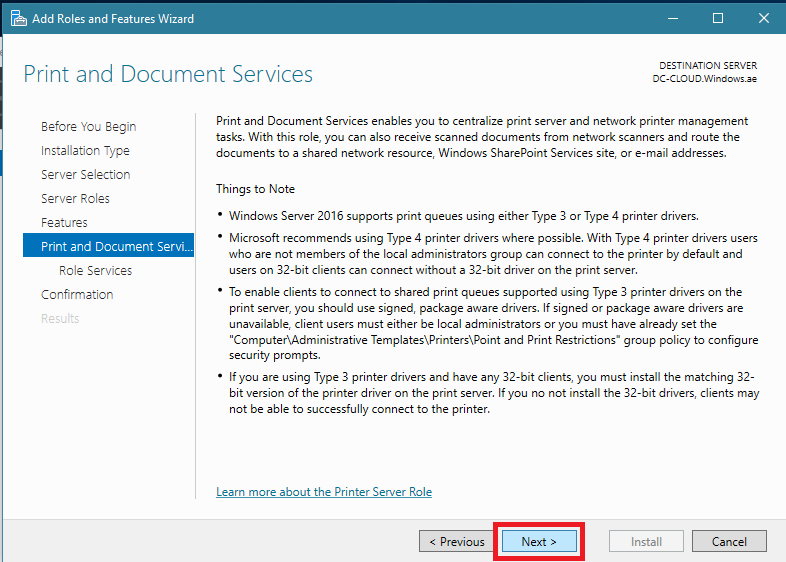 Add Roles and Features Wizard
Print and Document Services
DESTINATION SERVER
DC-CLOUD.Windows.ae
Before You Begin
Installation Type
Server Selection
Server Roles
Features
Print and Document Servi...
Role Services
Confirmation
Results
Print and Document Services enables you to centralize print server and network printer management
tasks. With this role, you can also receive scanned documents from network scanners and route the
documents to a shared network resource, Windows SharePoint Services site, or e-mail addresses.
Things to Note
• Windows Server 2016 supports print queues using either Type 3 or Type 4 printer drivers.
• Microsoft recommends using Type 4 printer drivers where possible. With Type 4 printer drivers users
who are not members of the local administrators group can connect to the printer by default and
users on 32-bit clients can connect without a 32-bit driver on the print server.
• To enable clients to connect to shared print queues supported using Type 3 printer drivers on the
print server, you should use signed, package aware drivers. If signed or package aware drivers are
unavailable, client users must either be local administrators or you must have already set the
"Computer\Administrative Templates\Printers\Point and Print Restrictions" group policy to configure
security prompts.
• If you are using Type 3 printer drivers and have any 32-bit clients, you must install the matching 32-
bit version of the printer driver on the print server. If you no not install the 32-bit drivers, clients may
not be able to successfully connect to the printer.
Learn more about the Printer Server Role
< Previous
Next >
Install
Cancel